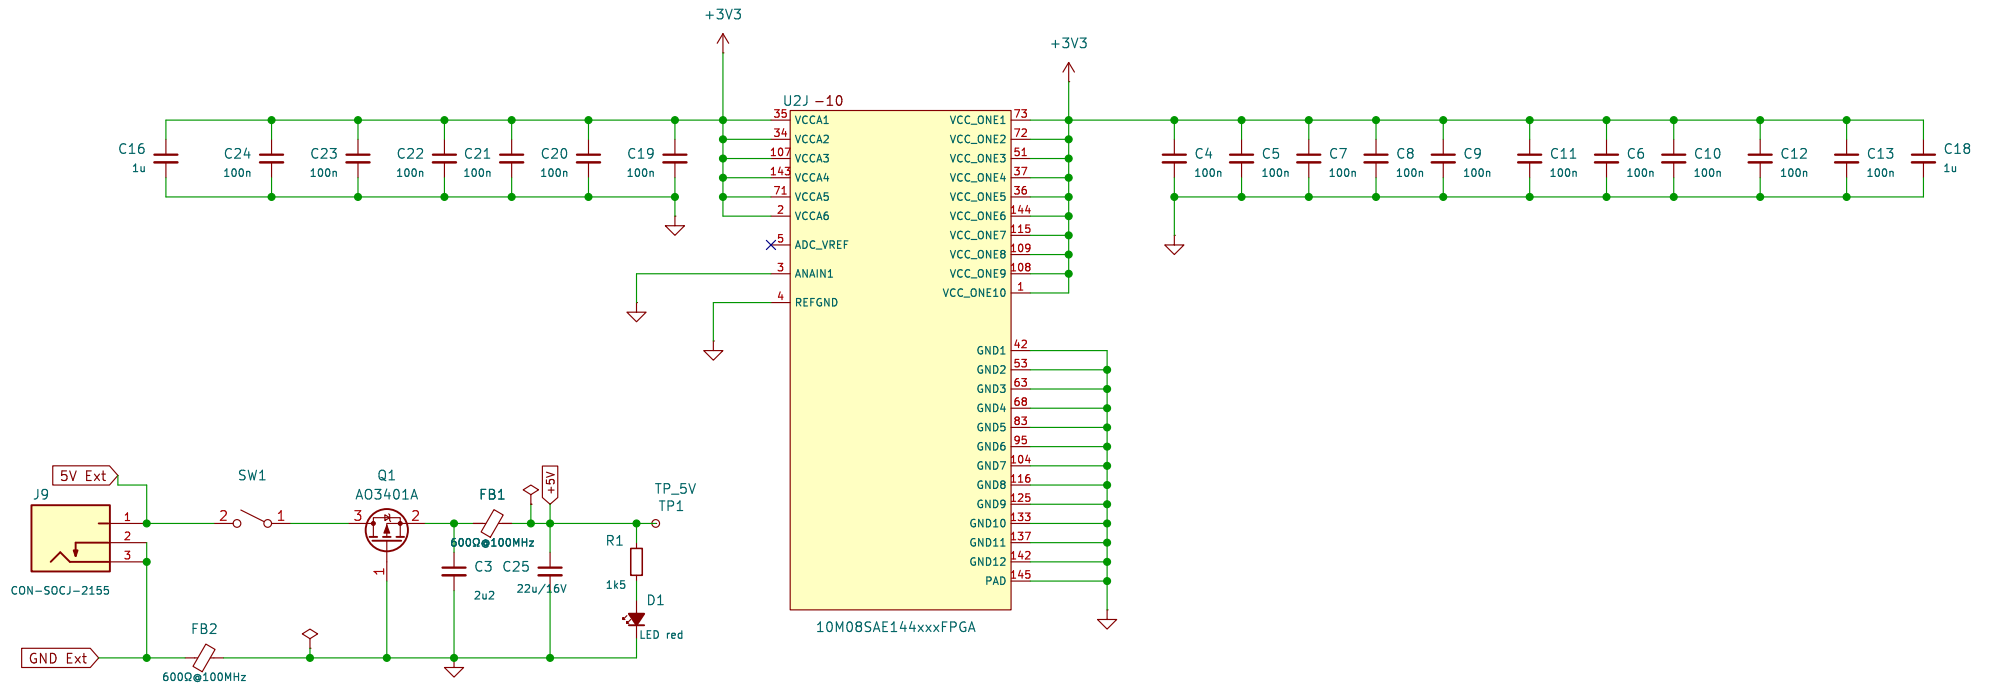 +3V3
+3V3
U2J -10
35 VCCA1
34 VCCA2
107 VCCA3
143 VCCA4
71 VCCA5
2 VCCA6
5 ADC_VREF
3 ANAIN1
4 REFGND
VCC_ONE1 73
VCC_ONE2 72
VCC_ONE3 51
VCC_ONE4 37
VCC_ONE5 36
VCC_ONE6 144
VCC_ONE7 115
VCC_ONE8 109
VCC_ONE9 108
VCC_ONE10 1
GND1 42
GND2 53
GND3 63
GND4 68
GND5 83
GND6 95
GND7 104
GND8 116
GND9 125
GND10 133
GND11 137
GND12 142
PAD 145
10M08SAE144xxxFPGA
C16
1u
C24
100n
C23
100n
C22
100n
C21
100n
C20
100n
C19
100n
C4
100n
C5
100n
C7
100n
C8
100n
C9
100n
C11
100n
C6
100n
C10
100n
C12
100n
C13
100n
C18
1u
5V Ext
J9
1
2
3
CON-SOCJ-2155
GND Ext
SW1
2 1
Q1
AO3401A
3 2
1
FB1
600Ω@100MHz
+5V
TP_5V
TP1
C3
2u2
C25
22u/16V
R1
1k5
D1
LED red
FB2
600Ω@100MHz